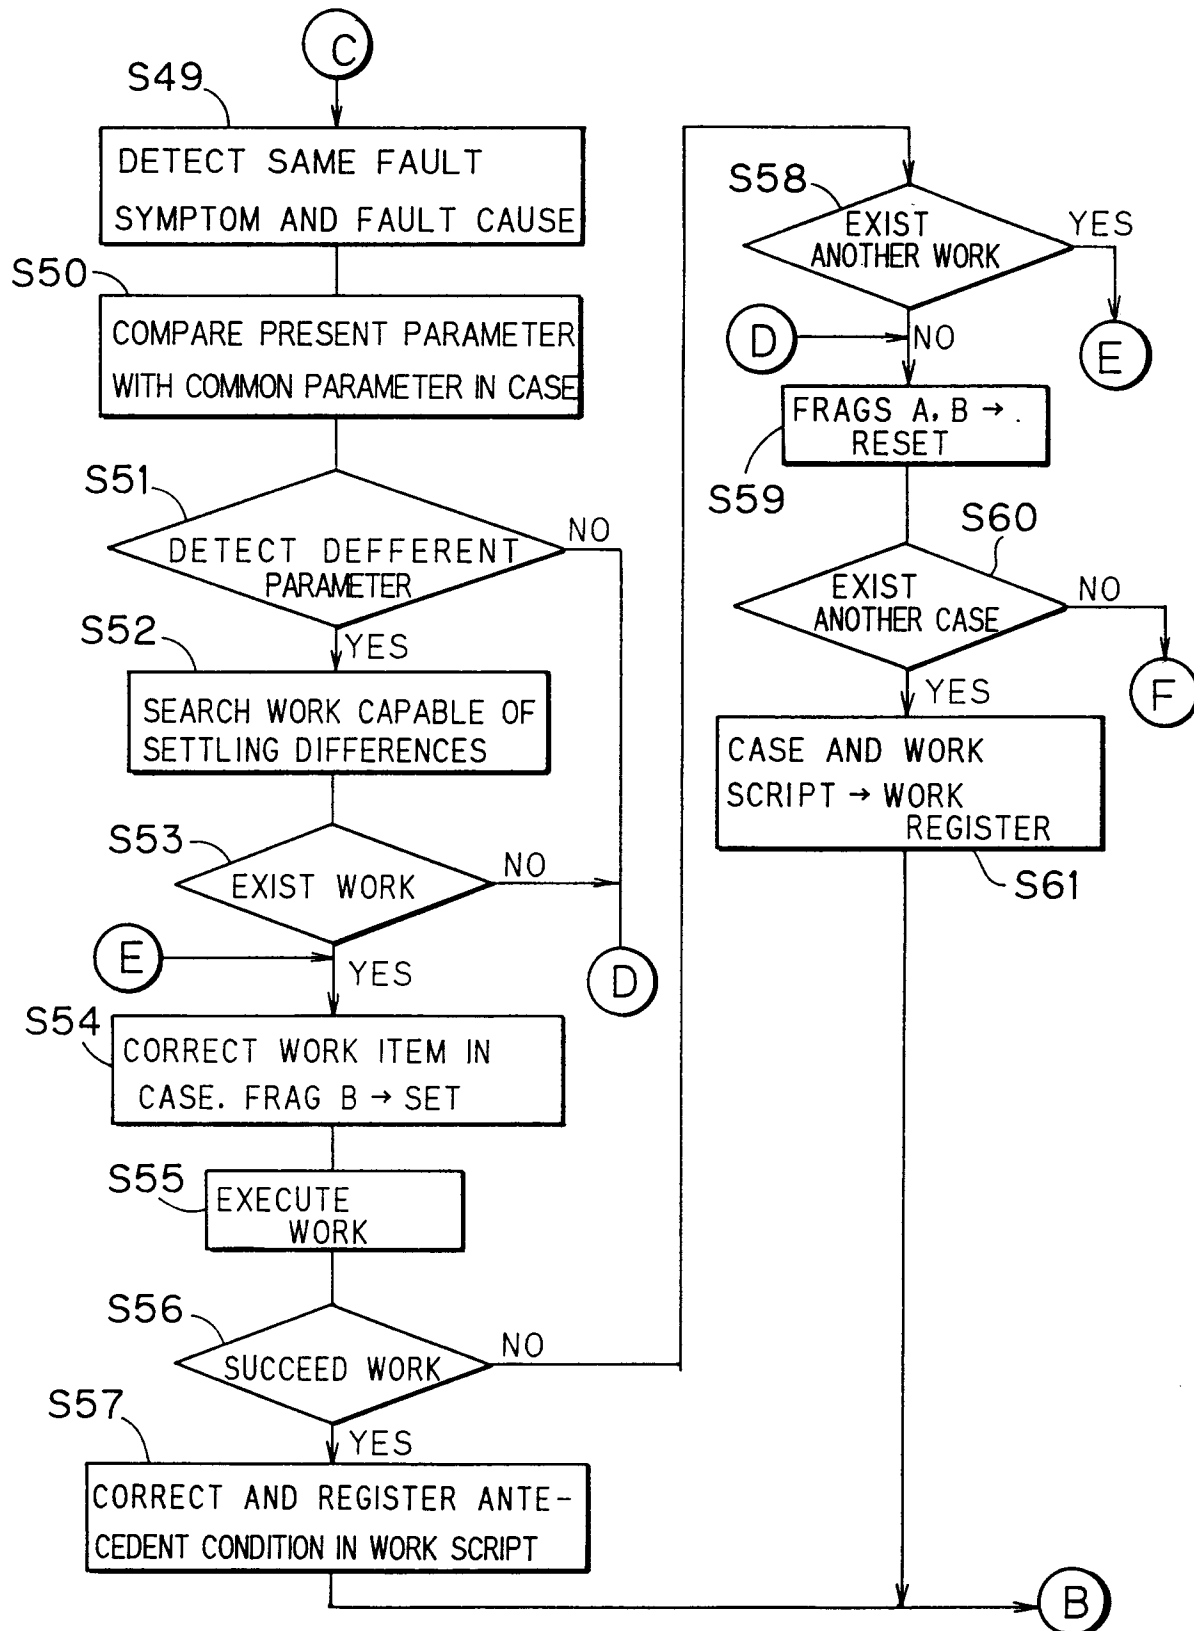 C
S49
DETECT SAME FAULT
SYMPTOM AND FAULT CAUSE
S50
COMPARE PRESENT PARAMETER
WITH COMMON PARAMETER IN CASE
S51
DETECT DEFFERENT
PARAMETER
NO
YES
S52
SEARCH WORK CAPABLE OF
SETTLING DIFFERENCES
S53
EXIST WORK
NO
E
YES
D
S54
CORRECT WORK ITEM IN
CASE. FRAG B → SET
S55
EXECUTE
WORK
S56
SUCCEED WORK
NO
YES
S57
CORRECT AND REGISTER ANTE-
CEDENT CONDITION IN WORK SCRIPT
S58
EXIST
ANOTHER WORK
YES
E
D
NO
FRAGS A, B →
RESET
S59
S60
EXIST
ANOTHER CASE
NO
F
YES
CASE AND WORK
SCRIPT → WORK
REGISTER
S61
B